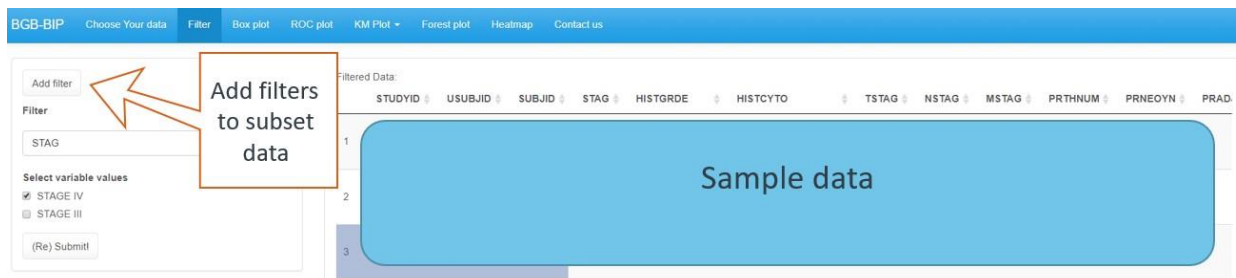 BGB-BIP Choose Your data Filter Box plot ROC plot KM Plot Forest plot Heatmap Contact us
Add filter
Filter
STAG
Select variable values
STAGE IV
STAGE III
(Re) Submit!
Add filters
to subset
data
Filtered Data:
STUDYID USUBJID SUBJID STAG HISTGRDE HISTCYTO TSTAG NSTAG MSTAG PRTHNUM PRNEOYN PRAD
1
2
3
Sample data